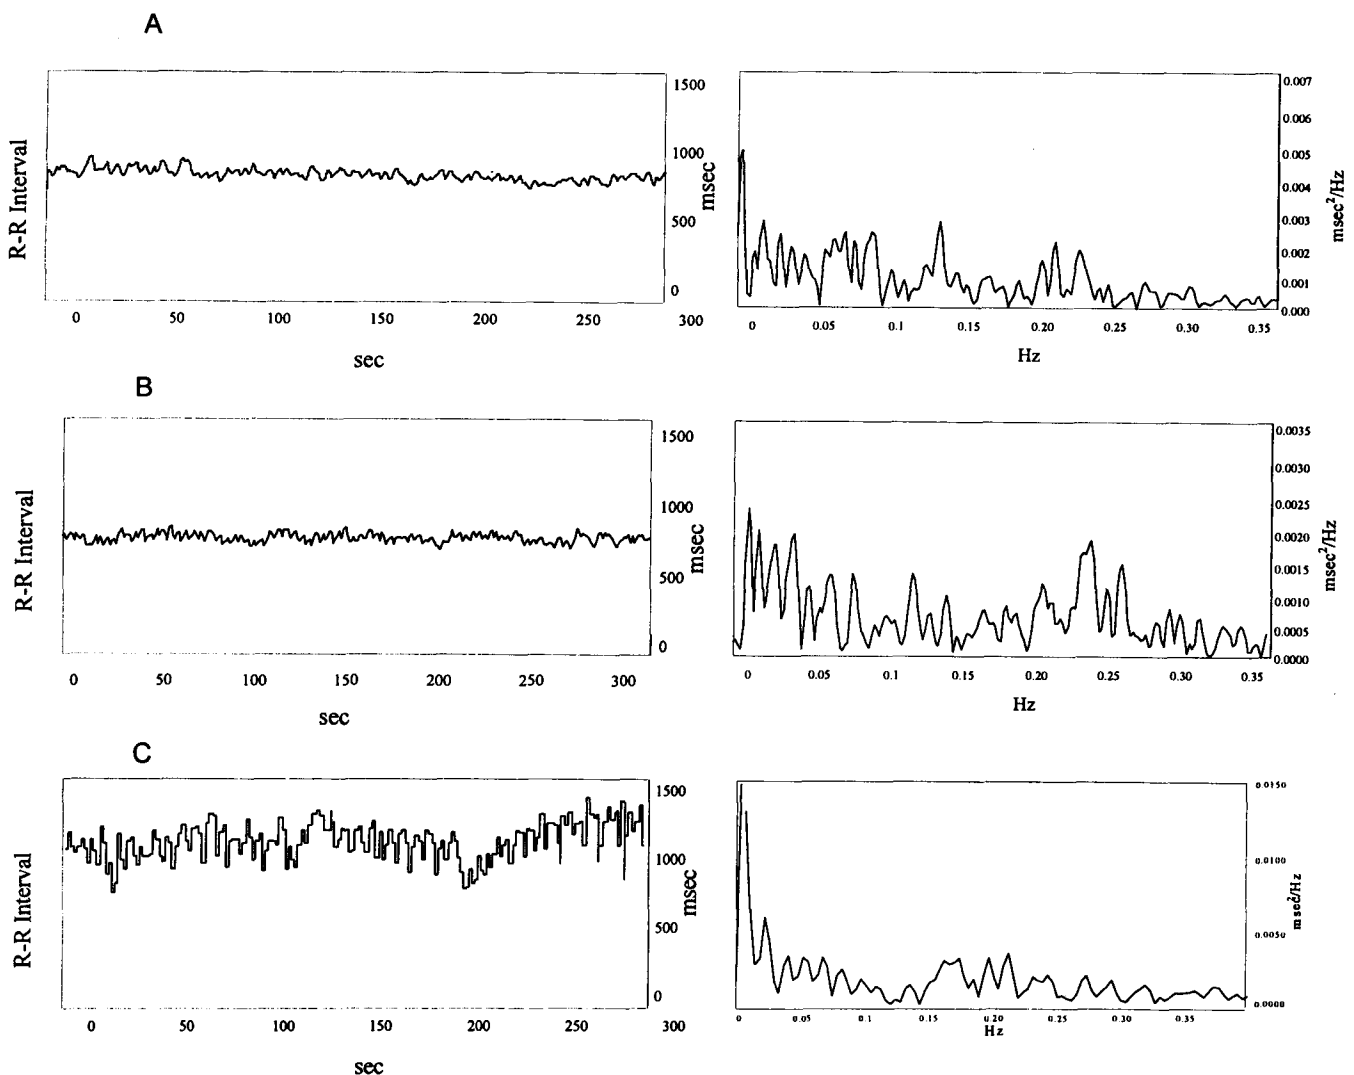 A
R-R Interval
1500
1000
500
0
msec
0 50 100 150 200 250 300
sec
0.007
0.006
0.005
0.004
0.003
0.002
0.001
0.000
msec²/Hz
0 0.05 0.1 0.15 0.20 0.25 0.30 0.35
Hz
B
R-R Interval
1500
1000
500
0
msec
0 50 100 150 200 250 300
sec
0.0035
0.0030
0.0025
0.0020
0.0015
0.0010
0.0005
0.0000
msec²/Hz
0 0.05 0.1 0.15 0.20 0.25 0.30 0.35
Hz
C
R-R Interval
1500
1000
500
0
msec
0 50 100 150 200 250 300
sec
0.0150
0.0100
0.0050
0.0000
msec²/Hz
0 0.05 0.1 0.15 0.20 0.25 0.30 0.35
Hz